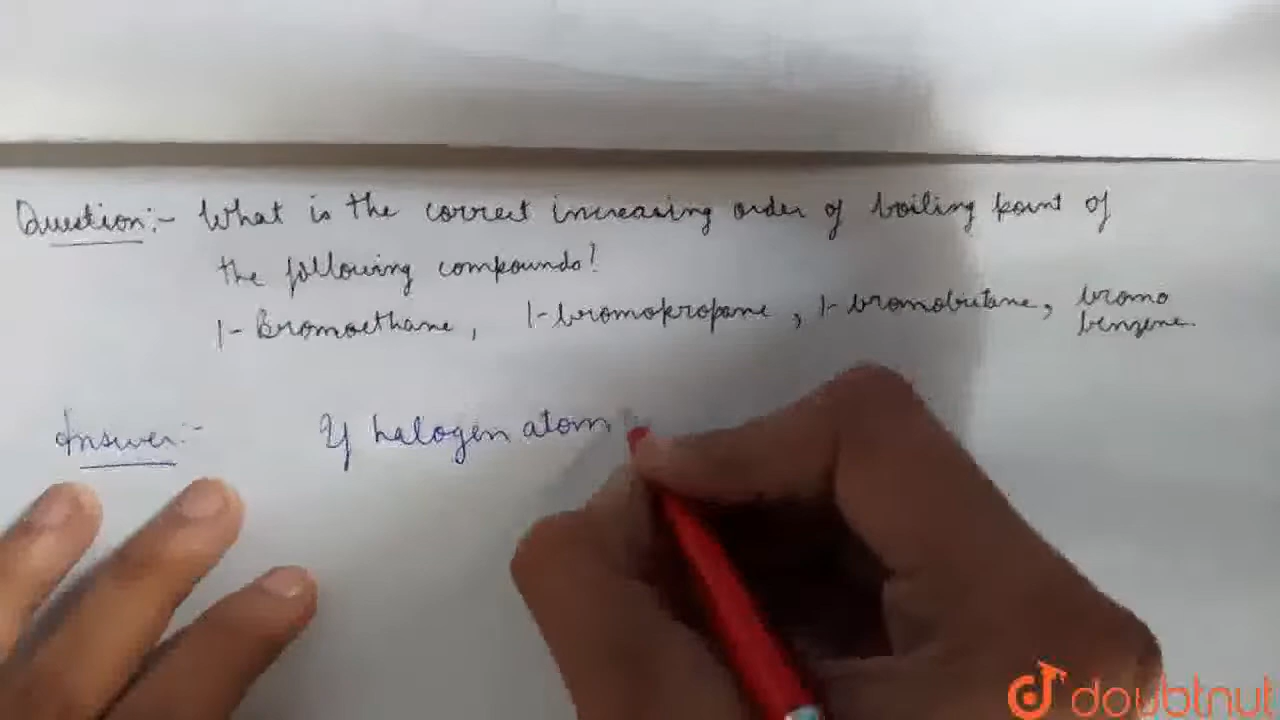 Question:- What is the correct increasing order of boiling point of
the following compounds?
1-Bromoethane, 1-bromopropane, 1-bromobutane, bromo
benzene.
Answer:- If halogen atom
doubtnut